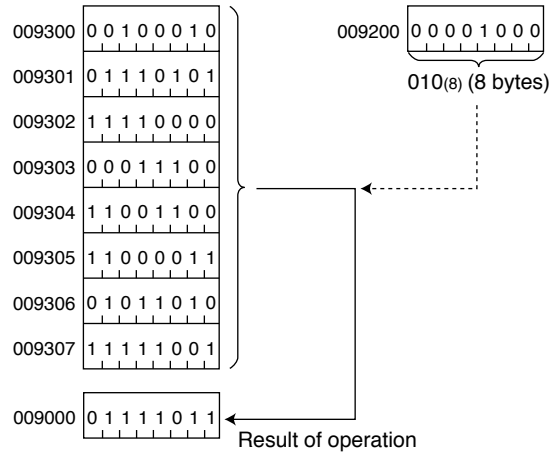 009300 0 0 1 0 0 0 1 0
009301 0 1 1 1 0 1 0 1
009302 1 1 1 1 0 0 0 0
009303 0 0 0 1 1 1 0 0
009304 1 1 0 0 1 1 0 0
009305 1 1 0 0 0 0 1 1
009306 0 1 0 1 1 0 1 0
009307 1 1 1 1 1 0 0 1
009000 0 1 1 1 1 0 1 1
009200 0 0 0 0 1 0 0 0
010(8) (8 bytes)
Result of operation